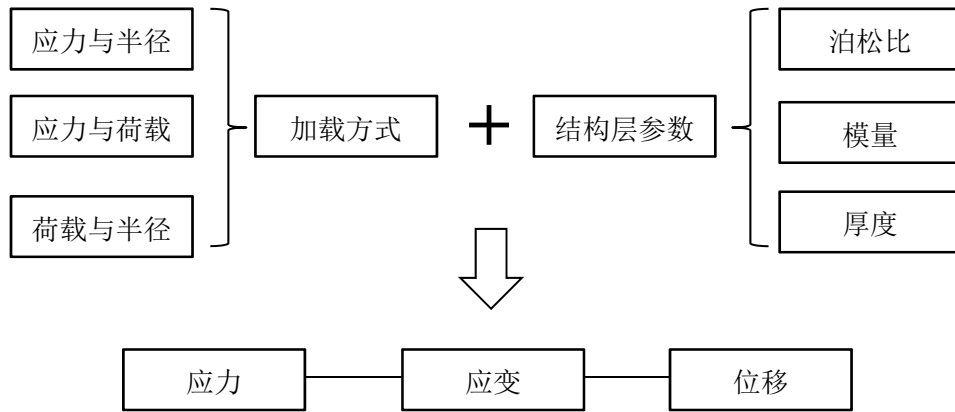 应力与半径
泊松比
应力与荷载
加载方式
+
结构层参数
模量
荷载与半径
厚度
应力
应变
位移